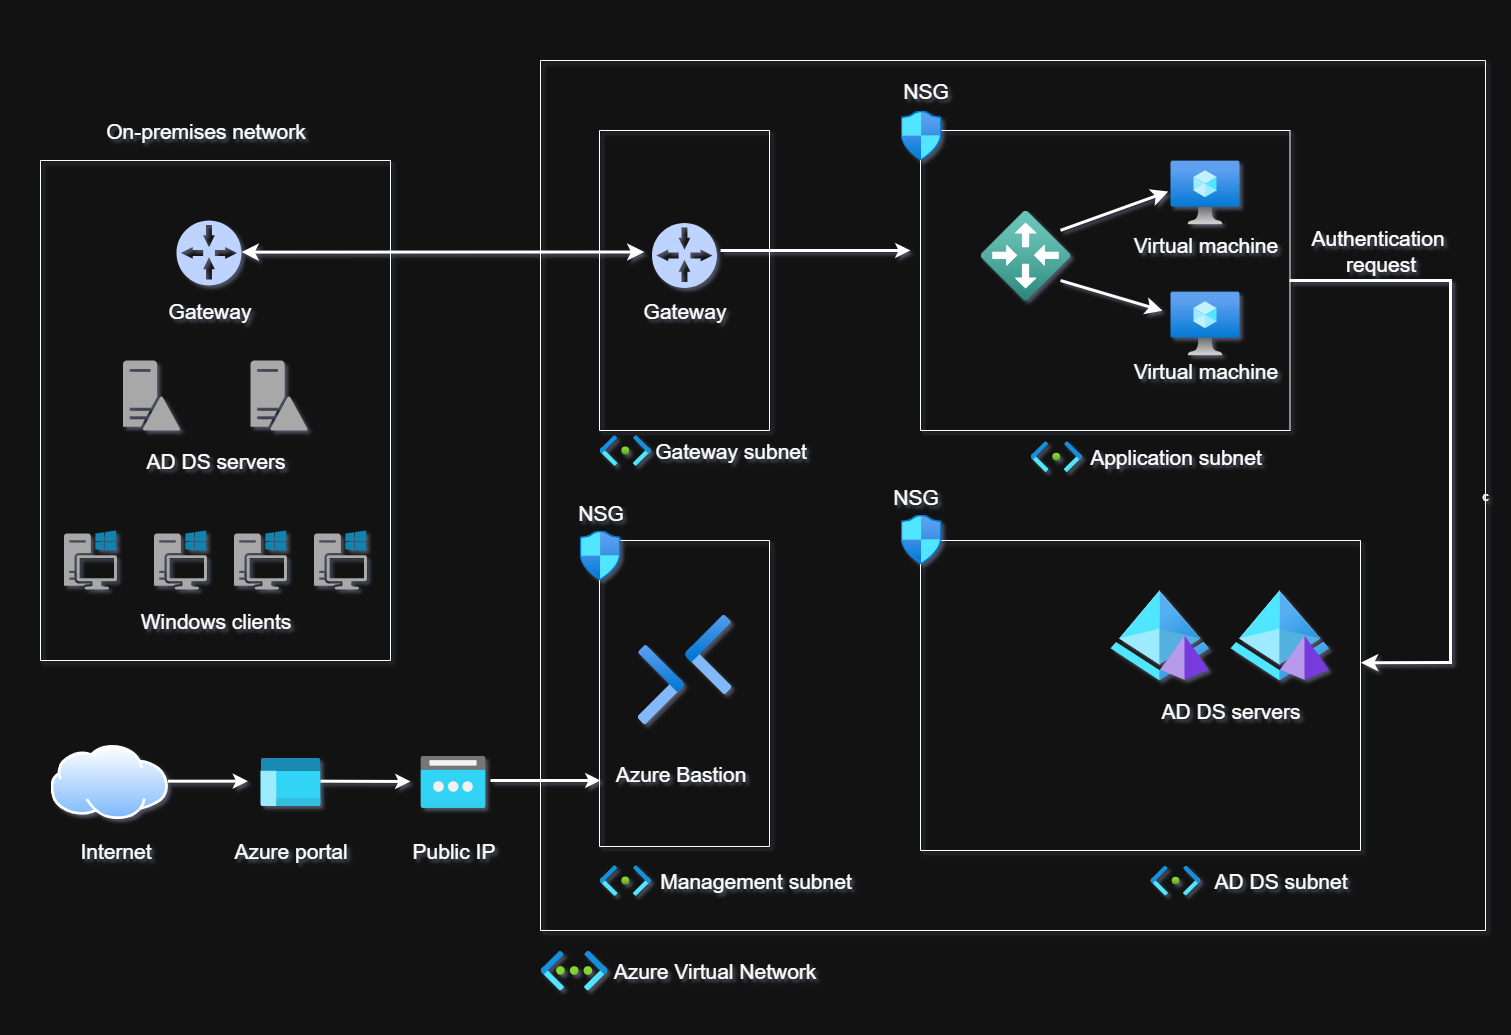 On-premises network
Gateway
AD DS servers
Windows clients
Internet
Azure portal
Public IP
NSG
Gateway
Gateway subnet
Virtual machine
Virtual machine
Application subnet
Authentication
request
c
NSG
Azure Bastion
Management subnet
NSG
AD DS servers
AD DS subnet
Azure Virtual Network